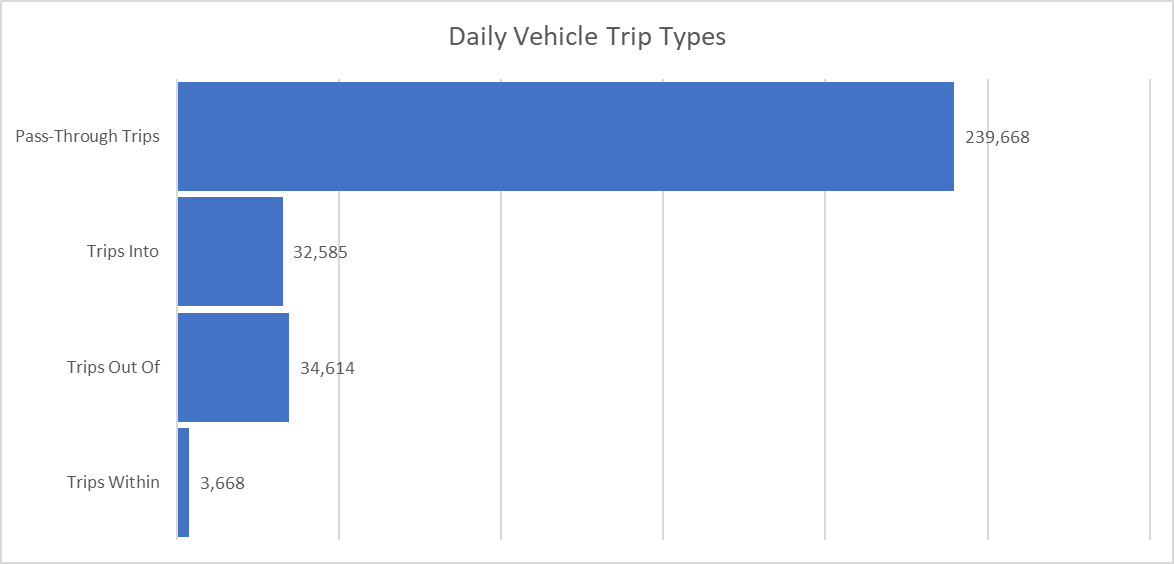 Daily Vehicle Trip Types
Pass-Through Trips
239,668
Trips Into
32,585
Trips Out Of
34,614
Trips Within
3,668